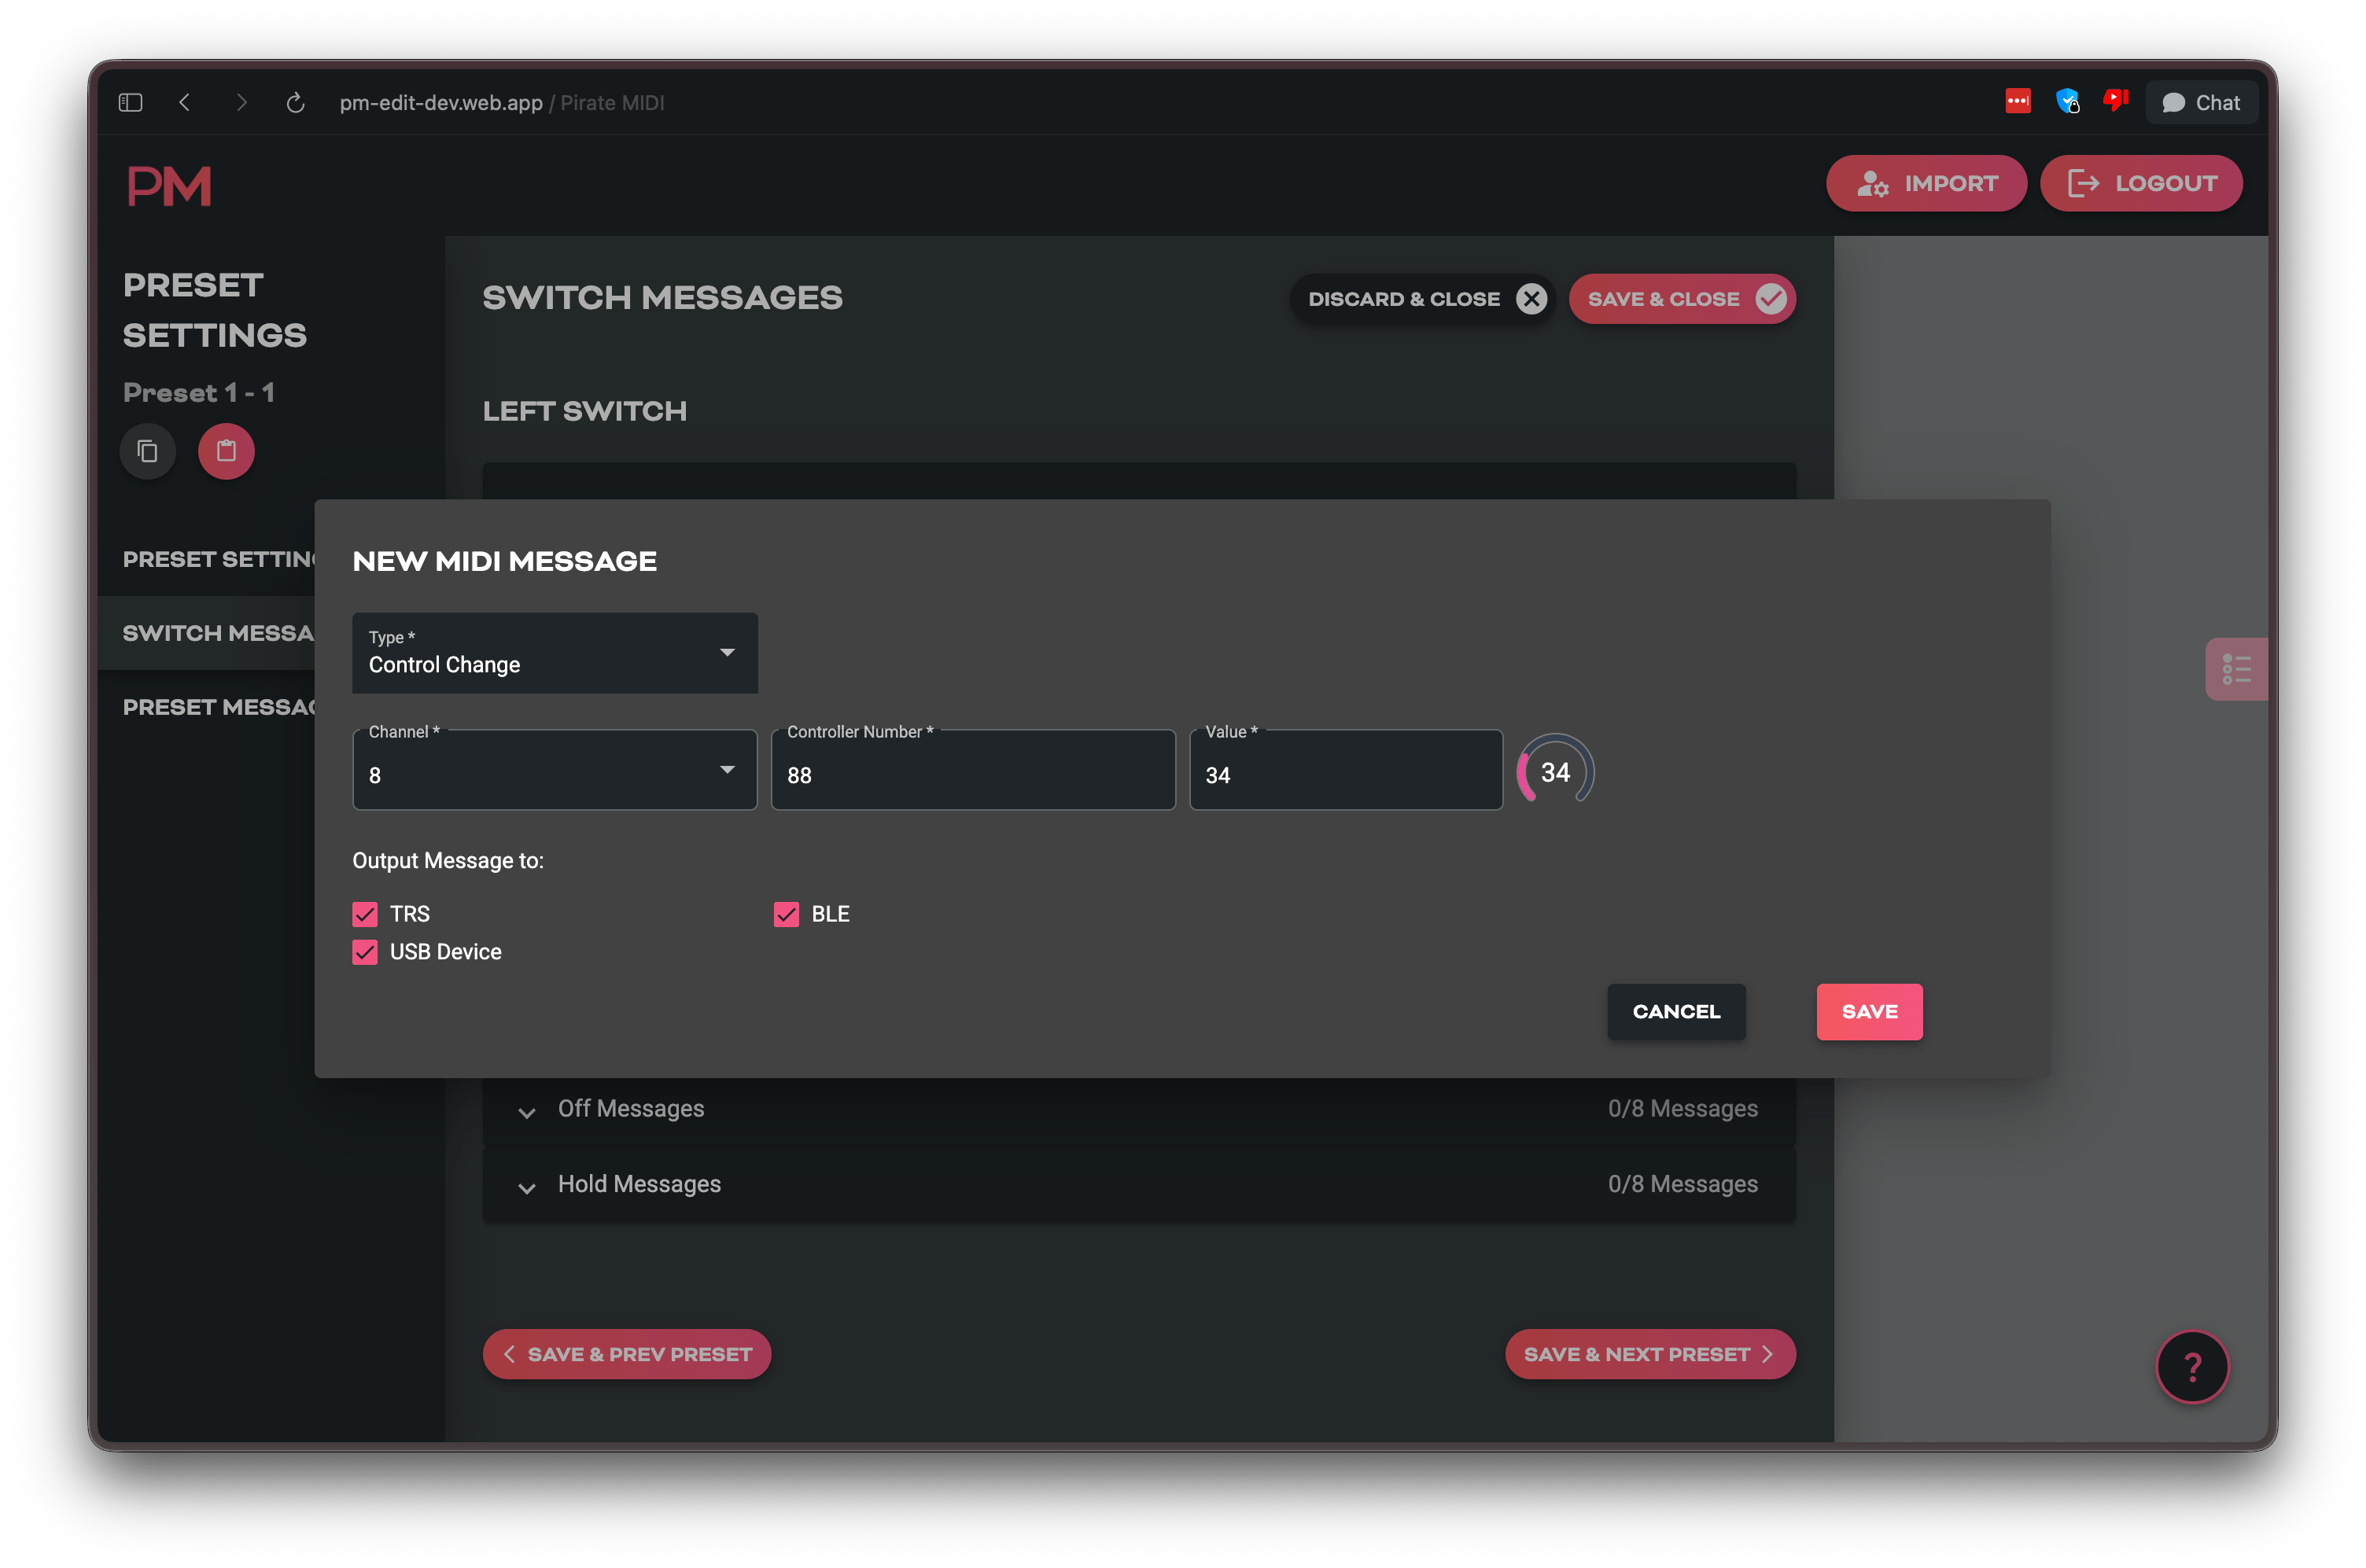 pm-edit-dev.web.app / Pirate MIDI
Chat
PM
IMPORT
LOGOUT
PRESET
SETTINGS
Preset 1 - 1
PRESET SETTIN
SWITCH MESSA
PRESET MESSA
SWITCH MESSAGES
DISCARD & CLOSE
SAVE & CLOSE
LEFT SWITCH
NEW MIDI MESSAGE
Type *
Control Change
Channel *
8
Controller Number *
88
Value *
34
34
Output Message to:
TRS
BLE
USB Device
CANCEL
SAVE
Off Messages
0/8 Messages
Hold Messages
0/8 Messages
SAVE & PREV PRESET
SAVE & NEXT PRESET
?